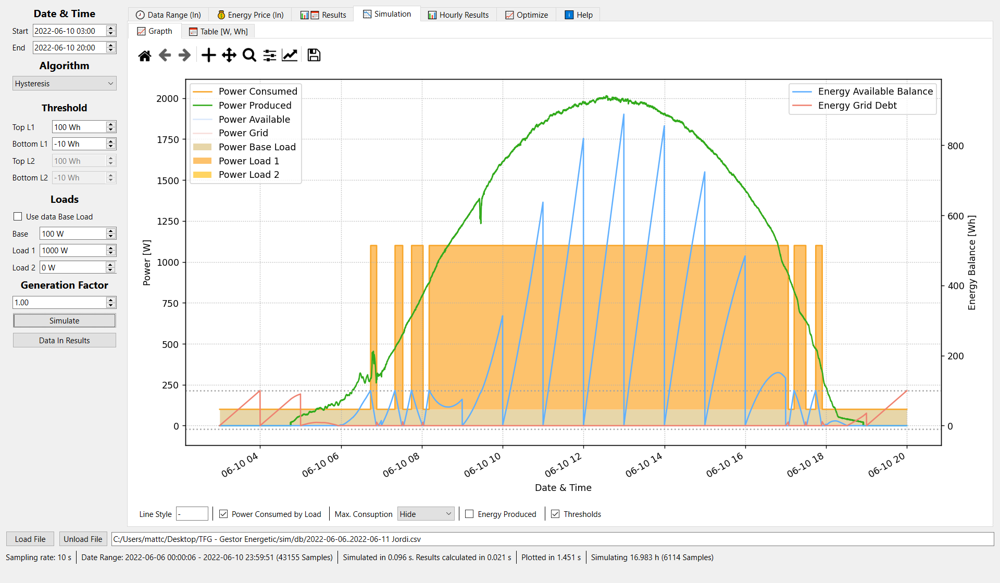 Date & Time
Start 2022-06-10 03:00
End 2022-06-10 20:00
Algorithm
Hysteresis
Threshold
Top L1 100 Wh
Bottom L1 -10 Wh
Top L2 100 Wh
Bottom L2 -10 Wh
Loads
Use data Base Load
Base 100 W
Load 1 1000 W
Load 2 0 W
Generation Factor
1.00
Simulate
Data In Results
Data Range (In) Energy Price (In) Results Simulation Hourly Results Optimize Help
Graph Table [W, Wh]
Power Consumed
Power Produced
Power Available
Power Grid
Power Base Load
Power Load 1
Power Load 2
Energy Available Balance
Energy Grid Debt
Power [W]
2000
1750
1500
1250
1000
750
500
250
0
800
600
400
200
0
Energy Balance [Wh]
06-10 04 06-10 06 06-10 08 06-10 10 06-10 12 06-10 14 06-10 16 06-10 18 06-10 20
Date & Time
Line Style - Power Consumed by Load Max. Consuption Hide Energy Produced Thresholds
Load File Unload File C:/Users/mattc/Desktop/TFG - Gestor Energetic/sim/db/2022-06-06..2022-06-11 Jordi.csv
Sampling rate: 10 s Date Range: 2022-06-06 00:00:06 - 2022-06-10 23:59:51 (43155 Samples) Simulated in 0.096 s. Results calculated in 0.021 s Plotted in 1.451 s Simulating 16.983 h (6114 Samples)